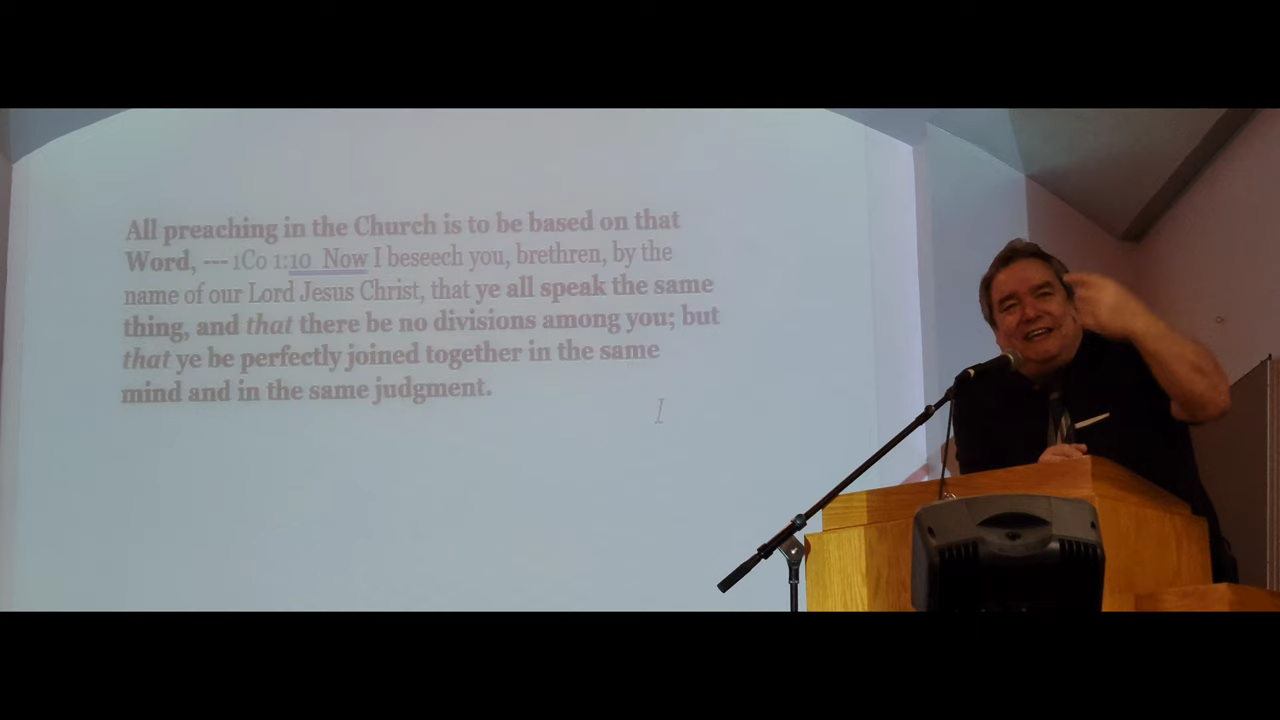 All preaching in the Church is to be based on that
Word, --- 1Co 1:10  Now I beseech you, brethren, by the
name of our Lord Jesus Christ, that ye all speak the same
thing, and that there be no divisions among you; but
that ye be perfectly joined together in the same
mind and in the same judgment.